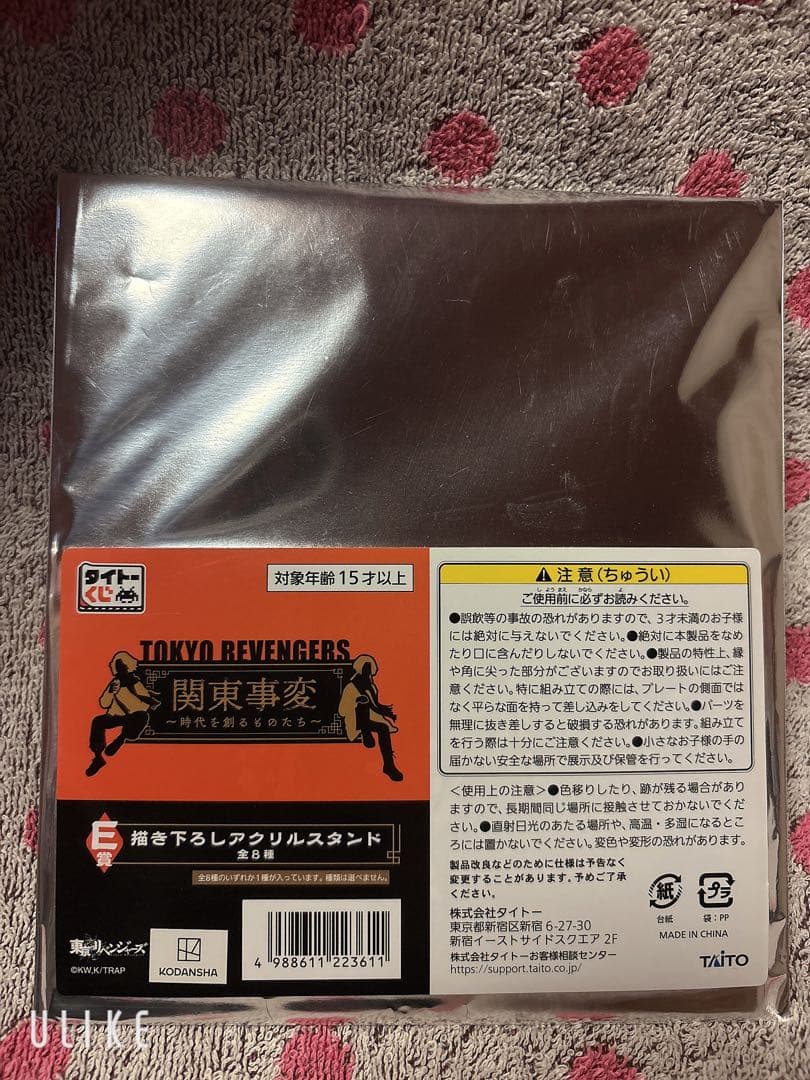 タイトーくじ
対象年齢15才以上
TOKYO REVENGERS
関東事変
～時代を創るものたち～
E賞
描き下ろしアクリルスタンド
全8種
全8種のいずれか1種が入っています。種類は選べません。
東京リベンジャーズ
©KW,K/TRAP
KODANSHA
4 988611 223611
注意(ちゅうい)
しようまえ かなら よ
ご使用前に必ずお読みください。
●誤飲等の事故の恐れがありますので、3才未満のお子様
には絶対に与えないでください。●絶対に本製品をなめ
たり口に含んだりしないでください。●製品の特性上、縁
や角に尖った部分がございますのでお取り扱いにはご注
意ください。特に組み立ての際には、プレートの側面では
なく平らな面を持って差し込みをしてください。●パーツを
無理に抜き差しすると破損する恐れがあります。組み立て
を行う際は十分にご注意ください。●小さなお子様の手の
届かない安全な場所で展示及び保管を行ってください。
<使用上の注意>●色移りしたり、跡が残る場合があり
ますので、長期間同じ場所に接触させておかないでくだ
さい。●直射日光のあたる場所や、高温・多湿になるとこ
ろには置かないでください。変色や変形の恐れがあります。
製品改良などのために仕様は予告なく
変更することがあります。予めご了承
ください。
株式会社タイトー
東京都新宿区新宿 6-27-30
新宿イーストサイドスクエア 2F
株式会社タイトーお客様相談センター
https://support.taito.co.jp/
紙
台紙
プラ
袋:PP
MADE IN CHINA
TAITO
ULIKE